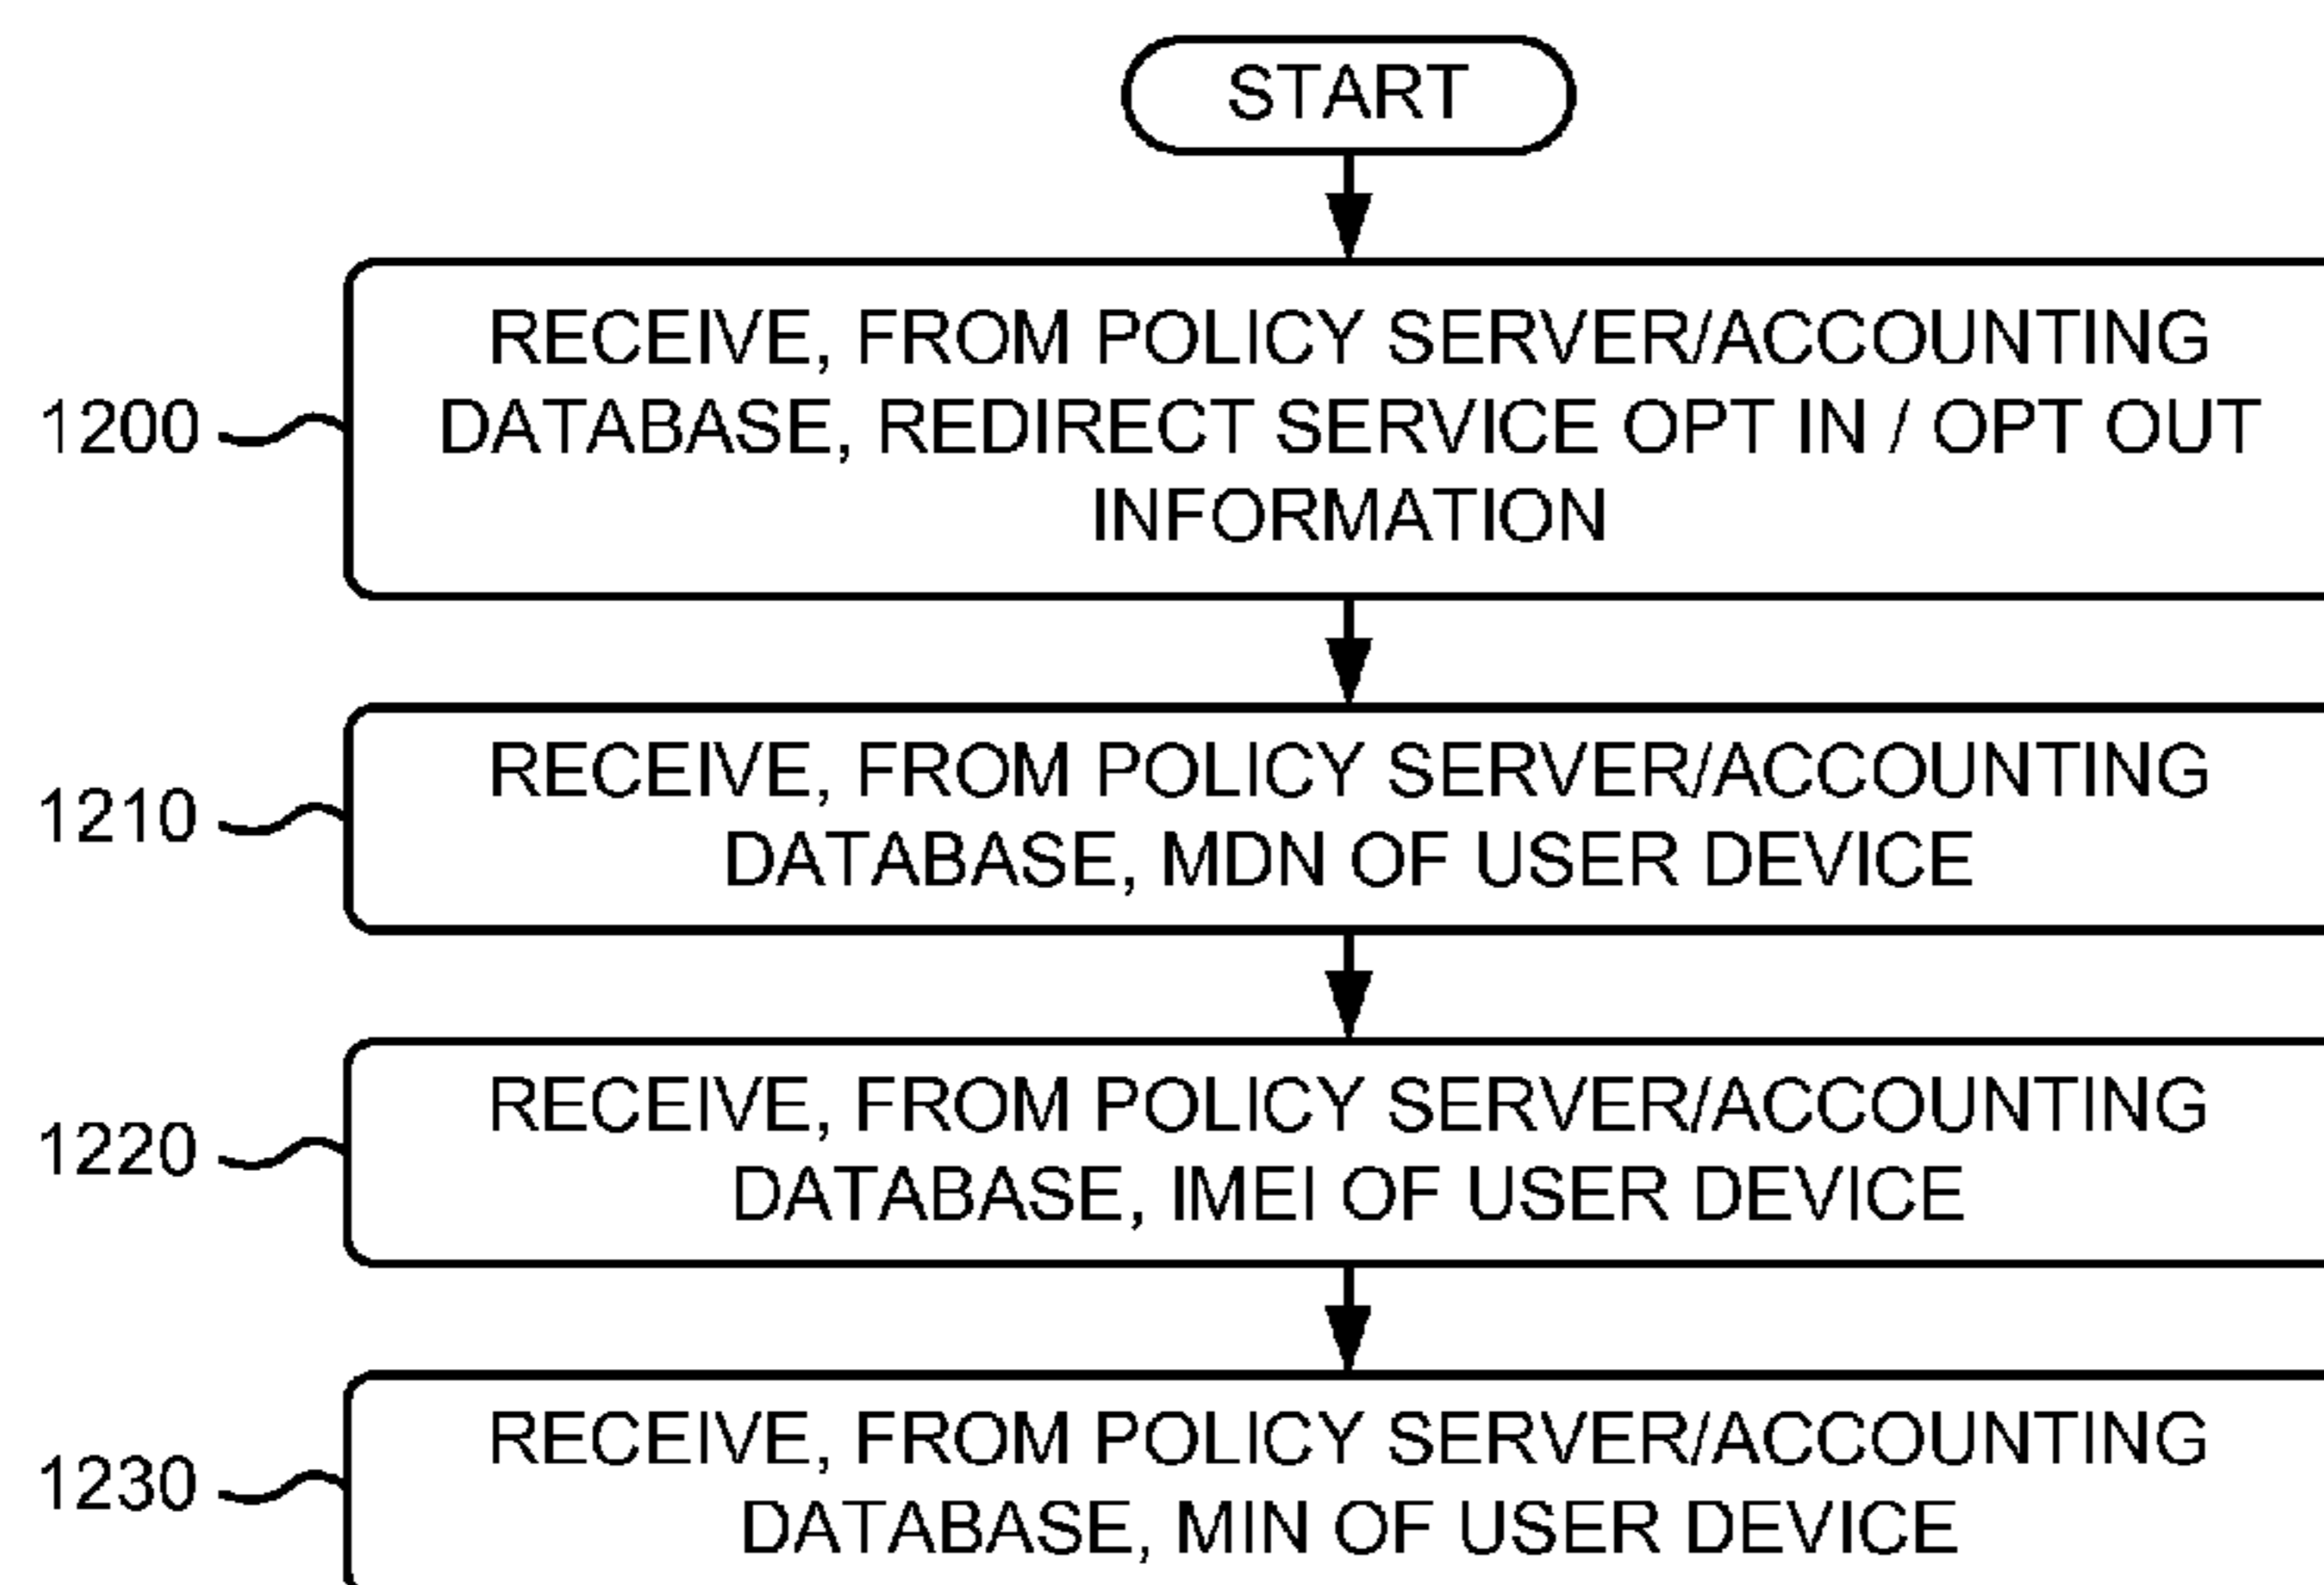 START
RECEIVE, FROM POLICY SERVER/ACCOUNTING
DATABASE, REDIRECT SERVICE OPT IN / OPT OUT
INFORMATION
1200
RECEIVE, FROM POLICY SERVER/ACCOUNTING
DATABASE, MDN OF USER DEVICE
1210
RECEIVE, FROM POLICY SERVER/ACCOUNTING
DATABASE, IMEI OF USER DEVICE
1220
RECEIVE, FROM POLICY SERVER/ACCOUNTING
DATABASE, MIN OF USER DEVICE
1230